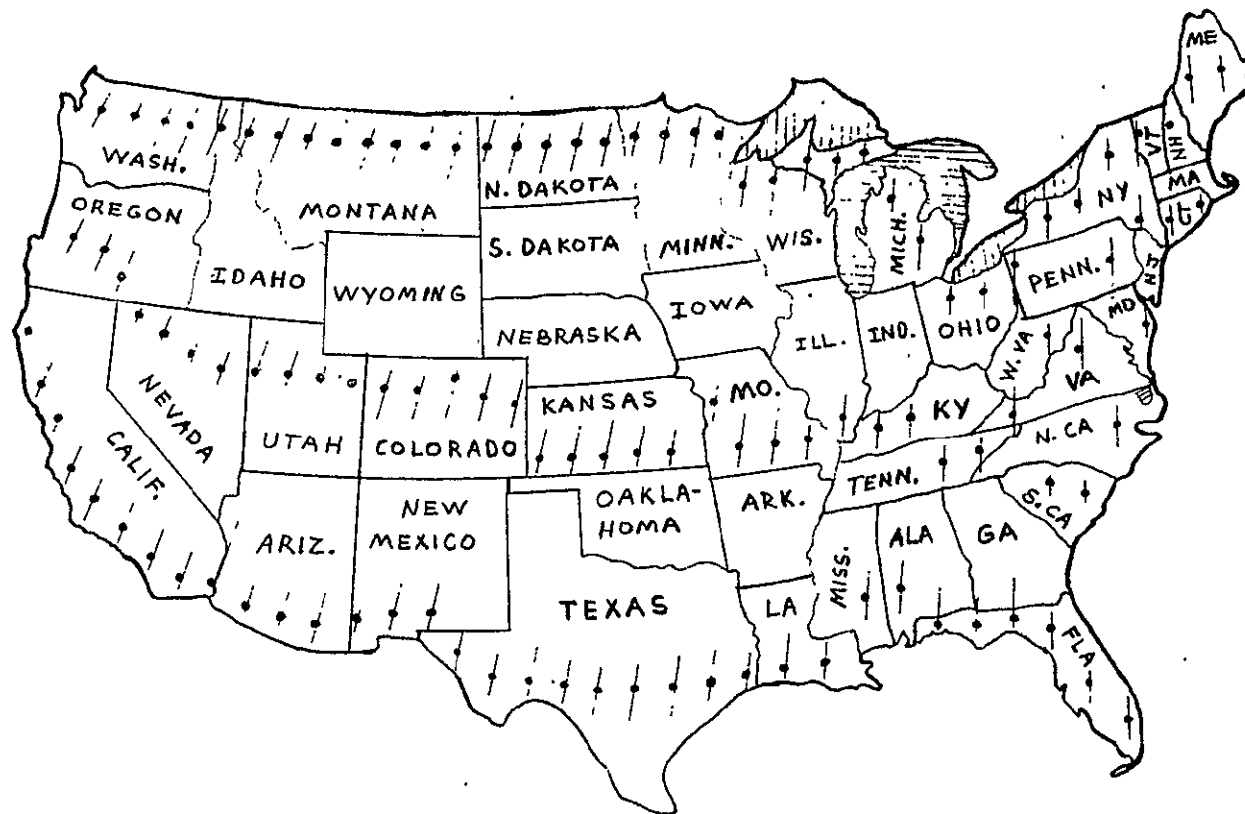 ME
WASH.
N. DAKOTA
VT
NH
MA
OREGON
MONTANA
NY
CT
S. DAKOTA
MINN.
WIS.
MICH.
IDAHO
WYOMING
PENN.
NJ
IOWA
MD
NEBRASKA
ILL.
IND.
OHIO
W. VA
VA
NEVADA
KANSAS
MO.
KY
UTAH
COLORADO
N. CA
CALIF.
TENN.
OAKLA-
HOMA
ARK.
S. CA
NEW
MEXICO
ARIZ.
MISS.
ALA
GA
TEXAS
LA
FLA.